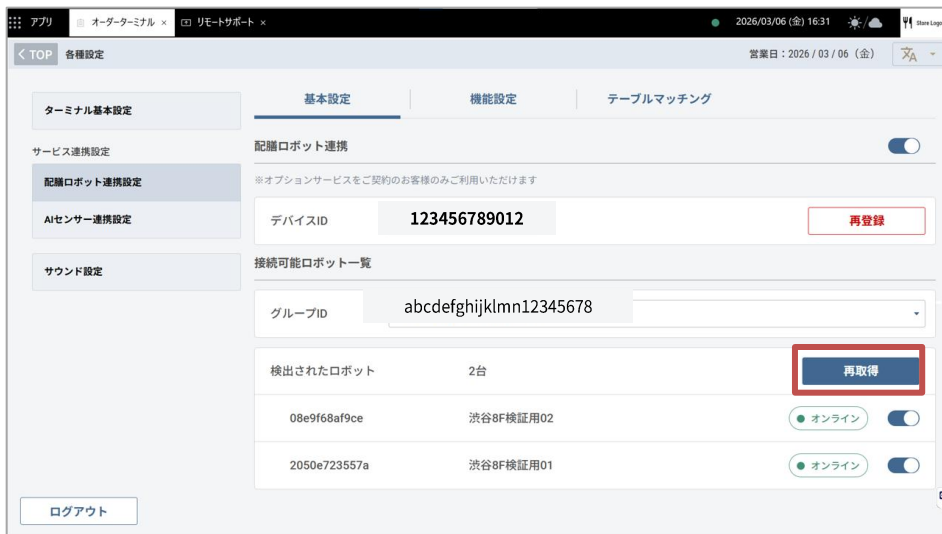 アプリ オーダーターミナル × リモートサポート × 2026/03/06 (金) 16:31 Store Logo
< TOP 各種設定 営業日：2026 / 03 / 06 （金）
ターミナル基本設定
サービス連携設定
配膳ロボット連携設定
AIセンサー連携設定
サウンド設定
ログアウト
基本設定 機能設定 テーブルマッチング
配膳ロボット連携
※オプションサービスをご契約のお客様のみご利用いただけます
デバイスID 123456789012 再登録
接続可能ロボット一覧
グループID abcdefghijklmn12345678
検出されたロボット 2台 再取得
08e9f68af9ce 渋谷8F検証用02 オンライン
2050e723557a 渋谷8F検証用01 オンライン